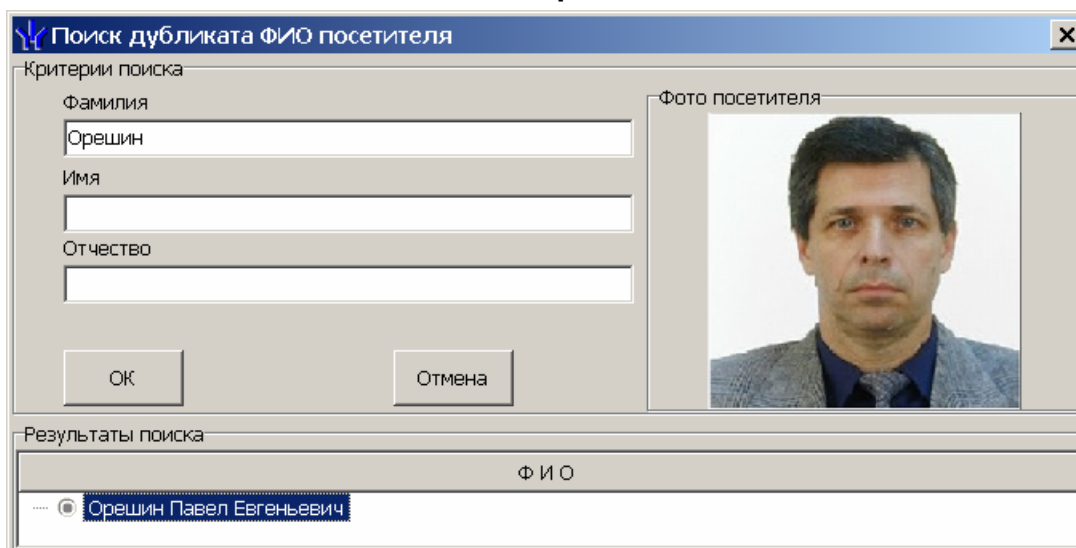 Поиск дубликата ФИО посетителя
Критерии поиска
Фамилия
Фото посетителя
Орешин
Имя
Отчество
ОК
Отмена
Результаты поиска
Ф И О
Орешин Павел Евгеньевич